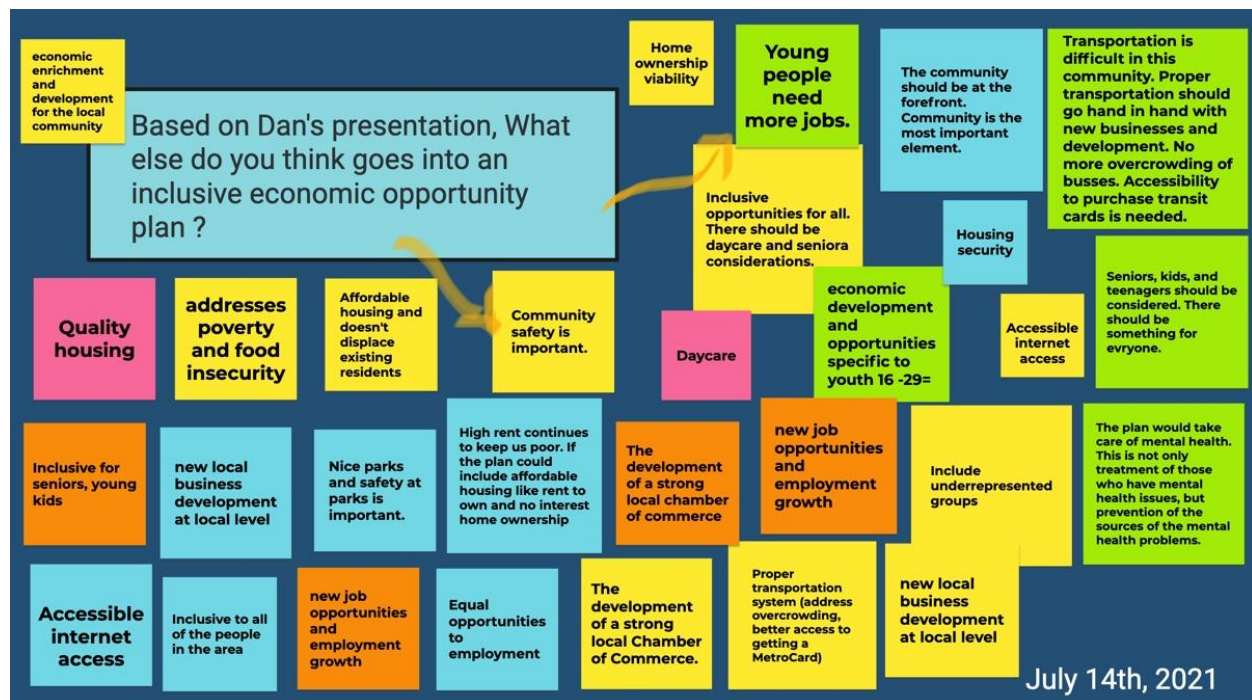 economic
enrichment
and
development
for the local
community
Based on Dan's presentation, What
else do you think goes into an
inclusive economic opportunity
plan ?
Home
ownership
viability
Young
people
need
more jobs.
The community
should be at the
forefront.
Community is the
most important
element.
Transportation is
difficult in this
community. Proper
transportation should
go hand in hand with
new businesses and
development. No
more overcrowding of
busses. Accessibility
to purchase transit
cards is needed.
Inclusive
opportunities for all.
There should be
daycare and seniora
considerations.
Housing
security
Quality
housing
addresses
poverty
and food
insecurity
Affordable
housing and
doesn't
displace
existing
residents
Community
safety is
important.
Daycare
economic
development
and
opportunities
specific to
youth 16 -29=
Accessible
internet
access
Seniors, kids, and
teenagers should be
considered. There
should be
something for
evryone.
Inclusive for
seniors, young
kids
new local
business
development
at local level
Nice parks
and safety at
parks is
important.
High rent continues
to keep us poor. If
the plan could
include affordable
housing like rent to
own and no interest
home ownership
The
development
of a strong
local chamber
of commerce
new job
opportunities
and
employment
growth
Include
underrepresented
groups
The plan would take
care of mental health.
This is not only
treatment of those
who have mental
health issues, but
prevention of the
sources of the mental
health problems.
Accessible
internet
access
Inclusive to all
of the people
in the area
new job
opportunities
and
employment
growth
Equal
opportunities
to
employment
The
development
of a strong
local Chamber
of Commerce.
Proper
transportation
system (address
overcrowding,
better access to
getting a
MetroCard)
new local
business
development
at local level
July 14th, 2021